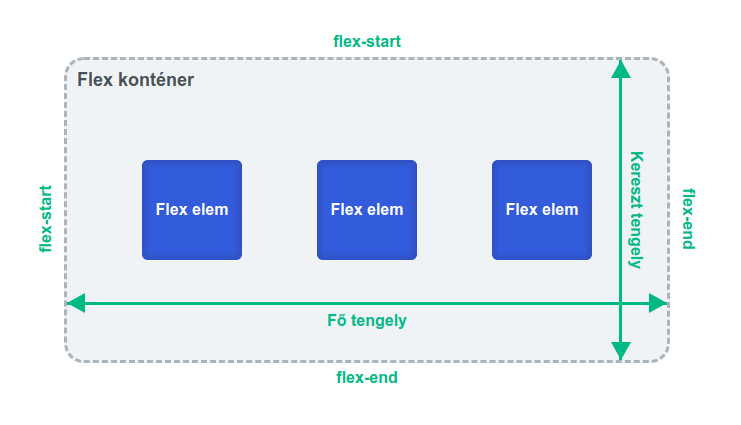 flex-start
Flex konténer
flex-start
Flex elem
Flex elem
Flex elem
Kereszt tengely
flex-end
Fő tengely
flex-end